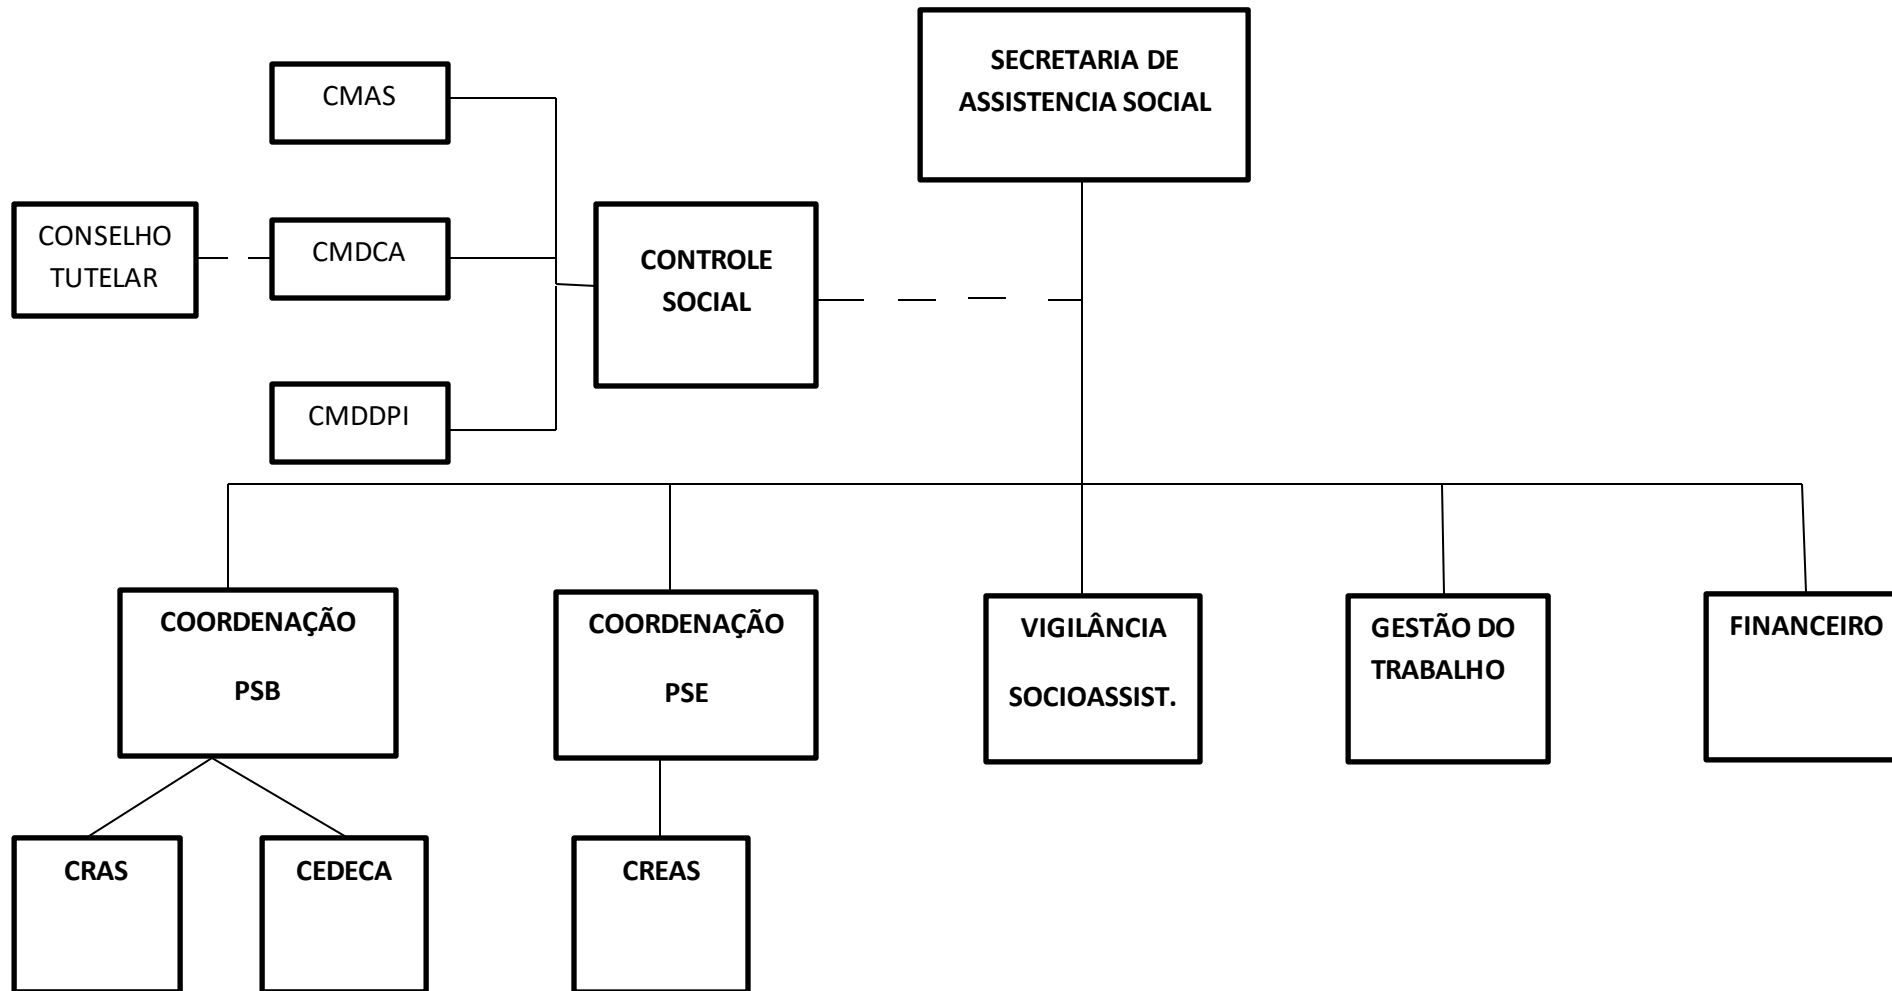 SECRETARIA DE
ASSISTENCIA SOCIAL
CMAS
CONSELHO
TUTELAR
CMDCA
CONTROLE
SOCIAL
CMDDPI
COORDENAÇÃO
PSB
COORDENAÇÃO
PSE
VIGILÂNCIA
SOCIOASSIST.
GESTÃO DO
TRABALHO
FINANCEIRO
CRAS
CEDECA
CREAS